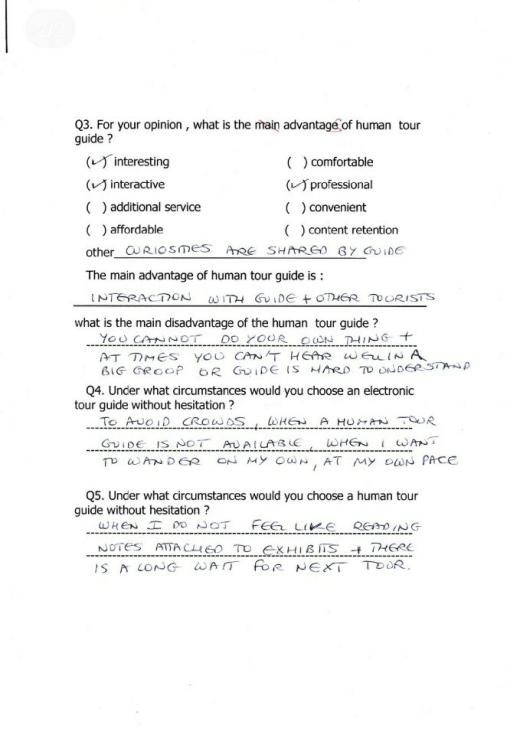 Q3. For your opinion , what is the main advantage of human tour
guide ?
(✓) interesting ( ) comfortable
(✓) interactive (✓) professional
( ) additional service ( ) convenient
( ) affordable ( ) content retention
other CURIOSITIES ARE SHARED BY GUIDE
The main advantage of human tour guide is :
INTERACTION WITH GUIDE + OTHER TOURISTS
what is the main disadvantage of the human tour guide ?
YOU CANNOT DO YOUR OWN THING +
AT TIMES YOU CAN'T HEAR WELL IN A
BIG GROOP OR GUIDE IS HARD TO UNDERSTAND
Q4. Under what circumstances would you choose an electronic
tour guide without hesitation ?
TO AVOID CROWDS, WHEN A HUMAN TOUR
GUIDE IS NOT AVAILABLE, WHEN I WANT
TO WANDER ON MY OWN, AT MY OWN PACE
Q5. Under what circumstances would you choose a human tour
guide without hesitation ?
WHEN I DO NOT FEEL LIKE READING
NOTES ATTACHED TO EXHIBITS + THERE
IS A LONG WAIT FOR NEXT TOUR.